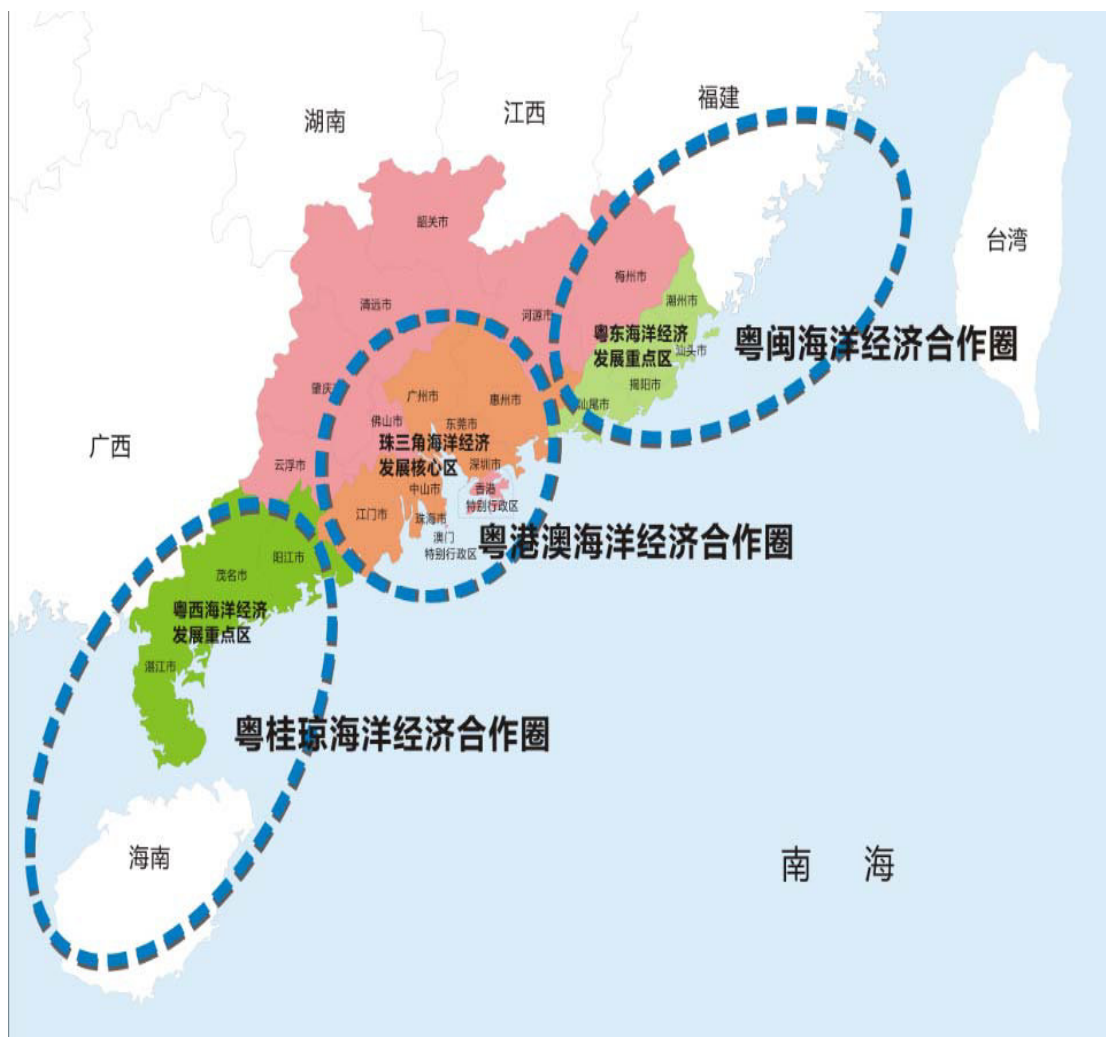 福建
江西
湖南
韶关市
台湾
梅州市
清远市
潮州市
河源市
粤东海洋经济
发展重点区
汕头市
粤闽海洋经济合作圈
揭阳市
汕尾市
肇庆
广州市
惠州市
佛山市
东莞市
珠三角海洋经济
发展核心区
广西
云浮市
深圳市
中山市
香港
特别行政区
江门市
珠海市
澳门
特别行政区
粤港澳海洋经济合作圈
阳江市
茂名市
粤西海洋经济
发展重点区
湛江市
粤桂琼海洋经济合作圈
海南
南 海